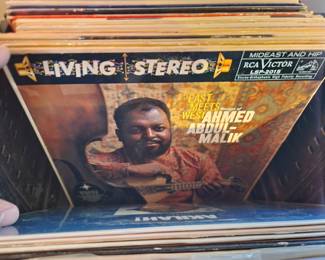 MIDEAST AND HIP
LIVING STEREO
RCA VICTOR
LSP-2015
EAST
MEETS
WEST
AHMED
ABDUL-
MALIK